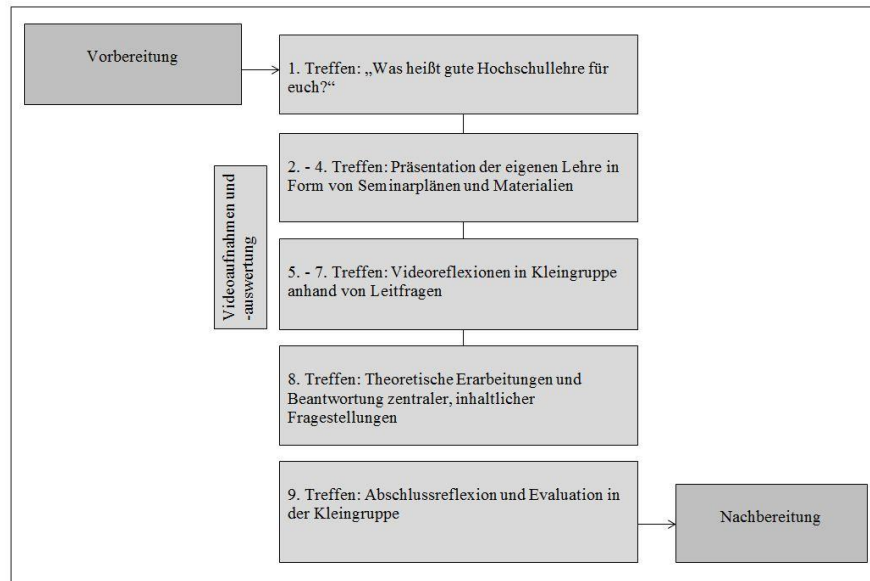 Vorbereitung
1. Treffen: „Was heißt gute Hochschullehre für
euch?“
2. - 4. Treffen: Präsentation der eigenen Lehre in
Form von Seminarplänen und Materialien
Videoaufnahmen und
-auswertung
5. - 7. Treffen: Videoreflexionen in Kleingruppe
anhand von Leitfragen
8. Treffen: Theoretische Erarbeitungen und
Beantwortung zentraler, inhaltlicher
Fragestellungen
9. Treffen: Abschlussreflexion und Evaluation in
der Kleingruppe
Nachbereitung